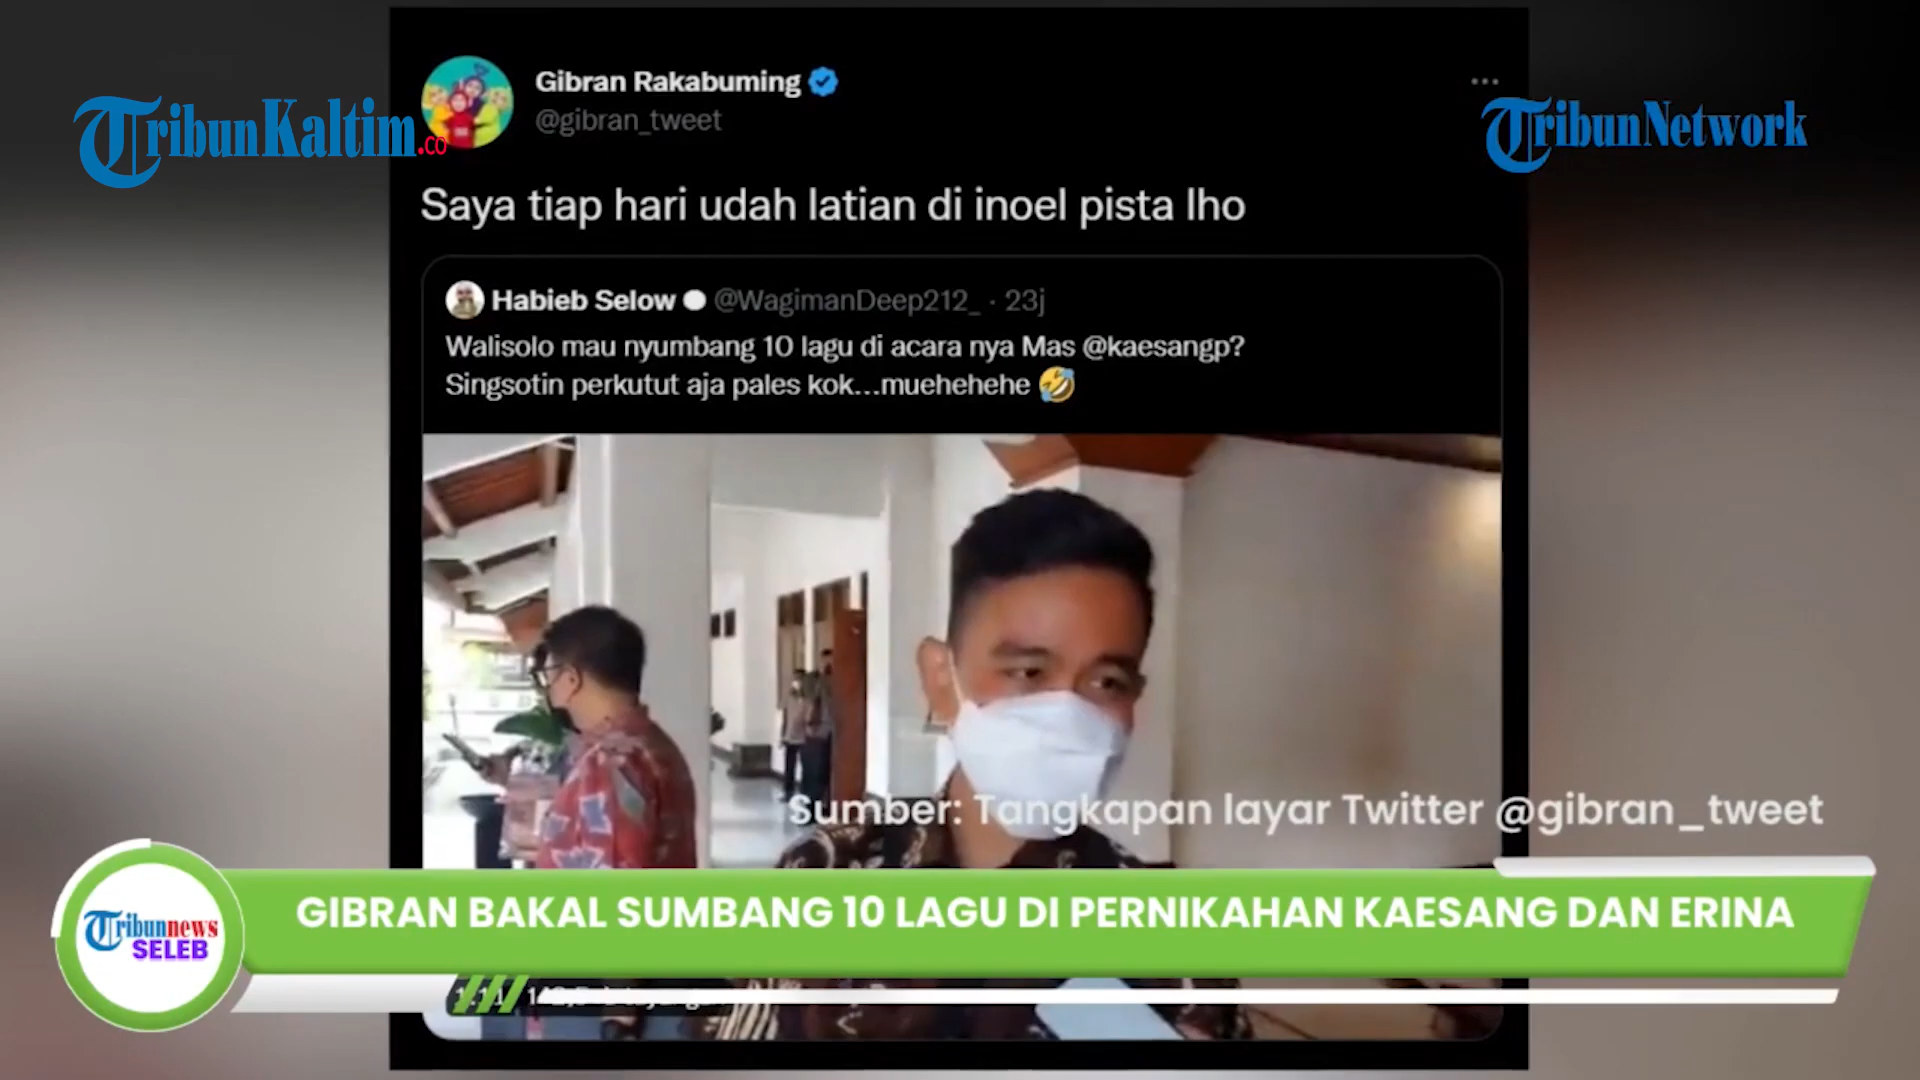 Gibran Rakabuming
@gibran_tweet
TribunKaltim.co
TribunNetwork
Saya tiap hari udah latian di inoel pista lho
Habieb Selow @WagimanDeep212_ · 23j
Walisolo mau nyumbang 10 lagu di acara nya Mas @kaesangp?
Singsotin perkutut aja pales kok...muehehehe 🤣
Sumber: Tangkapan layar Twitter @gibran_tweet
GIBRAN BAKAL SUMBANG 10 LAGU DI PERNIKAHAN KAESANG DAN ERINA
Tribunnews
SELEB